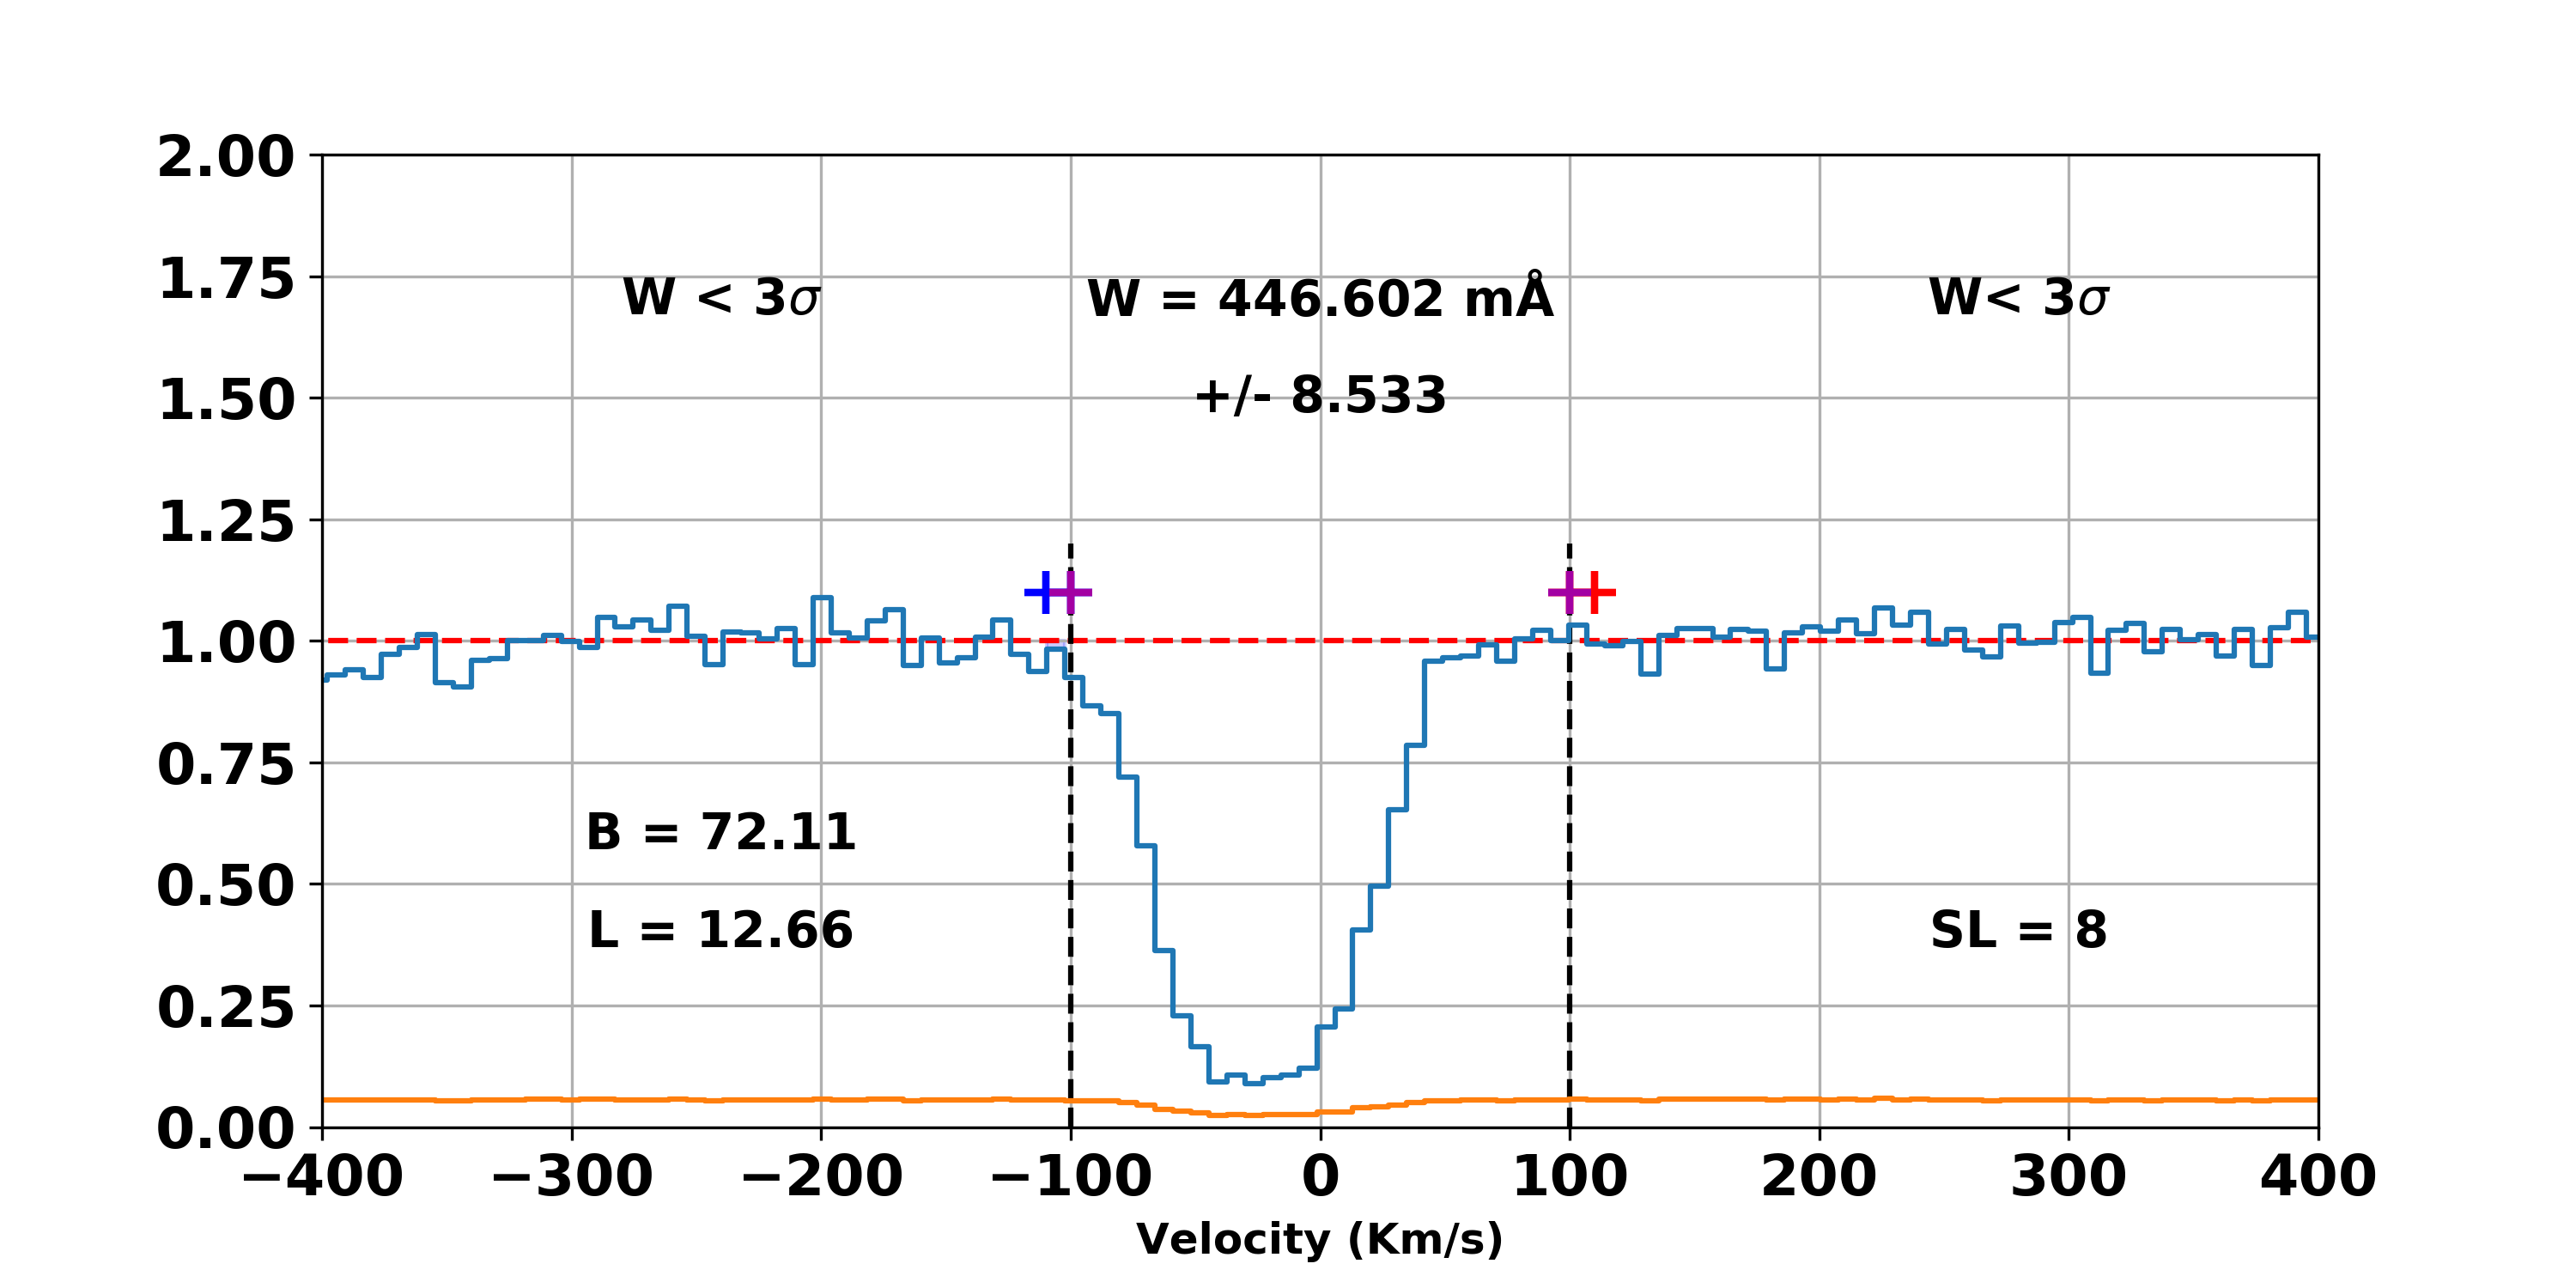 2.00
1.75
1.50
1.25
1.00
0.75
0.50
0.25
0.00
W < 3σ
W = 446.602 mÅ
+/- 8.533
W< 3σ
B = 72.11
L = 12.66
SL = 8
−400 −300 −200 −100 0 100 200 300 400
Velocity (Km/s)